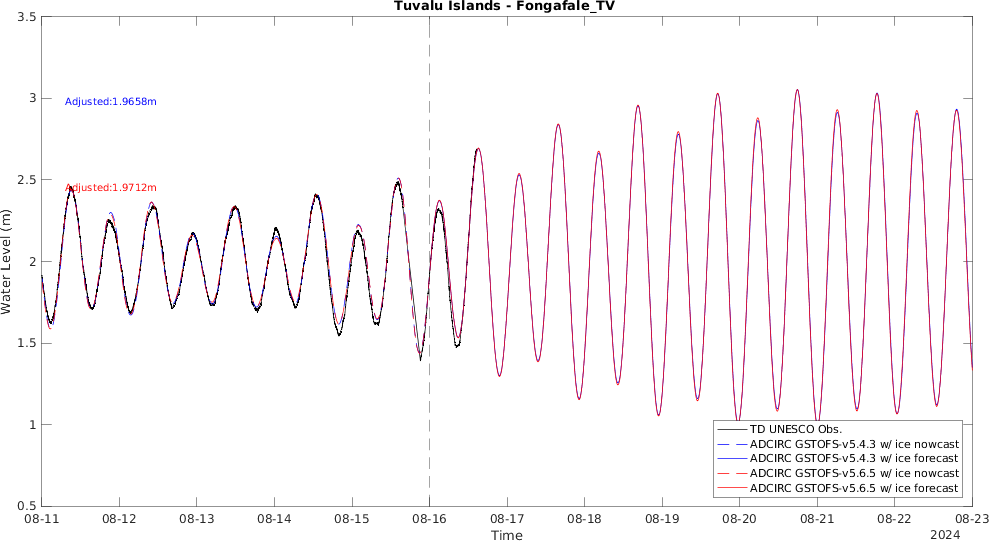 Tuvalu Islands - Fongafale_TV
3.5
3
2.5
2
1.5
1
0.5
Water Level (m)
Adjusted:1.9658m
Adjusted:1.9712m
TD UNESCO Obs.
ADCIRC GSTOFS-v5.4.3 w/ ice nowcast
ADCIRC GSTOFS-v5.4.3 w/ ice forecast
ADCIRC GSTOFS-v5.6.5 w/ ice nowcast
ADCIRC GSTOFS-v5.6.5 w/ ice forecast
08-11 08-12 08-13 08-14 08-15 08-16 08-17 08-18 08-19 08-20 08-21 08-22 08-23
Time
2024